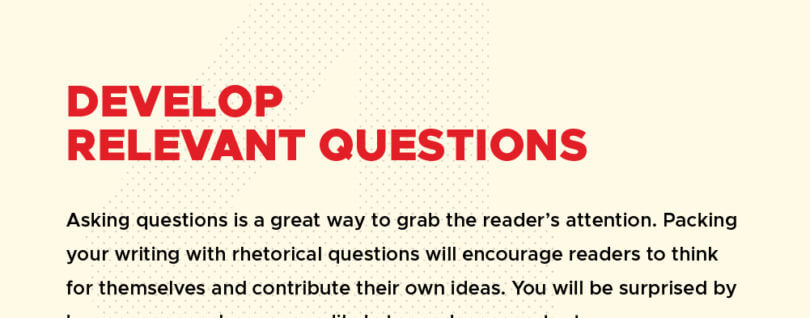 DEVELOP
RELEVANT QUESTIONS
Asking questions is a great way to grab the reader’s attention. Packing
your writing with rhetorical questions will encourage readers to think
for themselves and contribute their own ideas. You will be surprised by